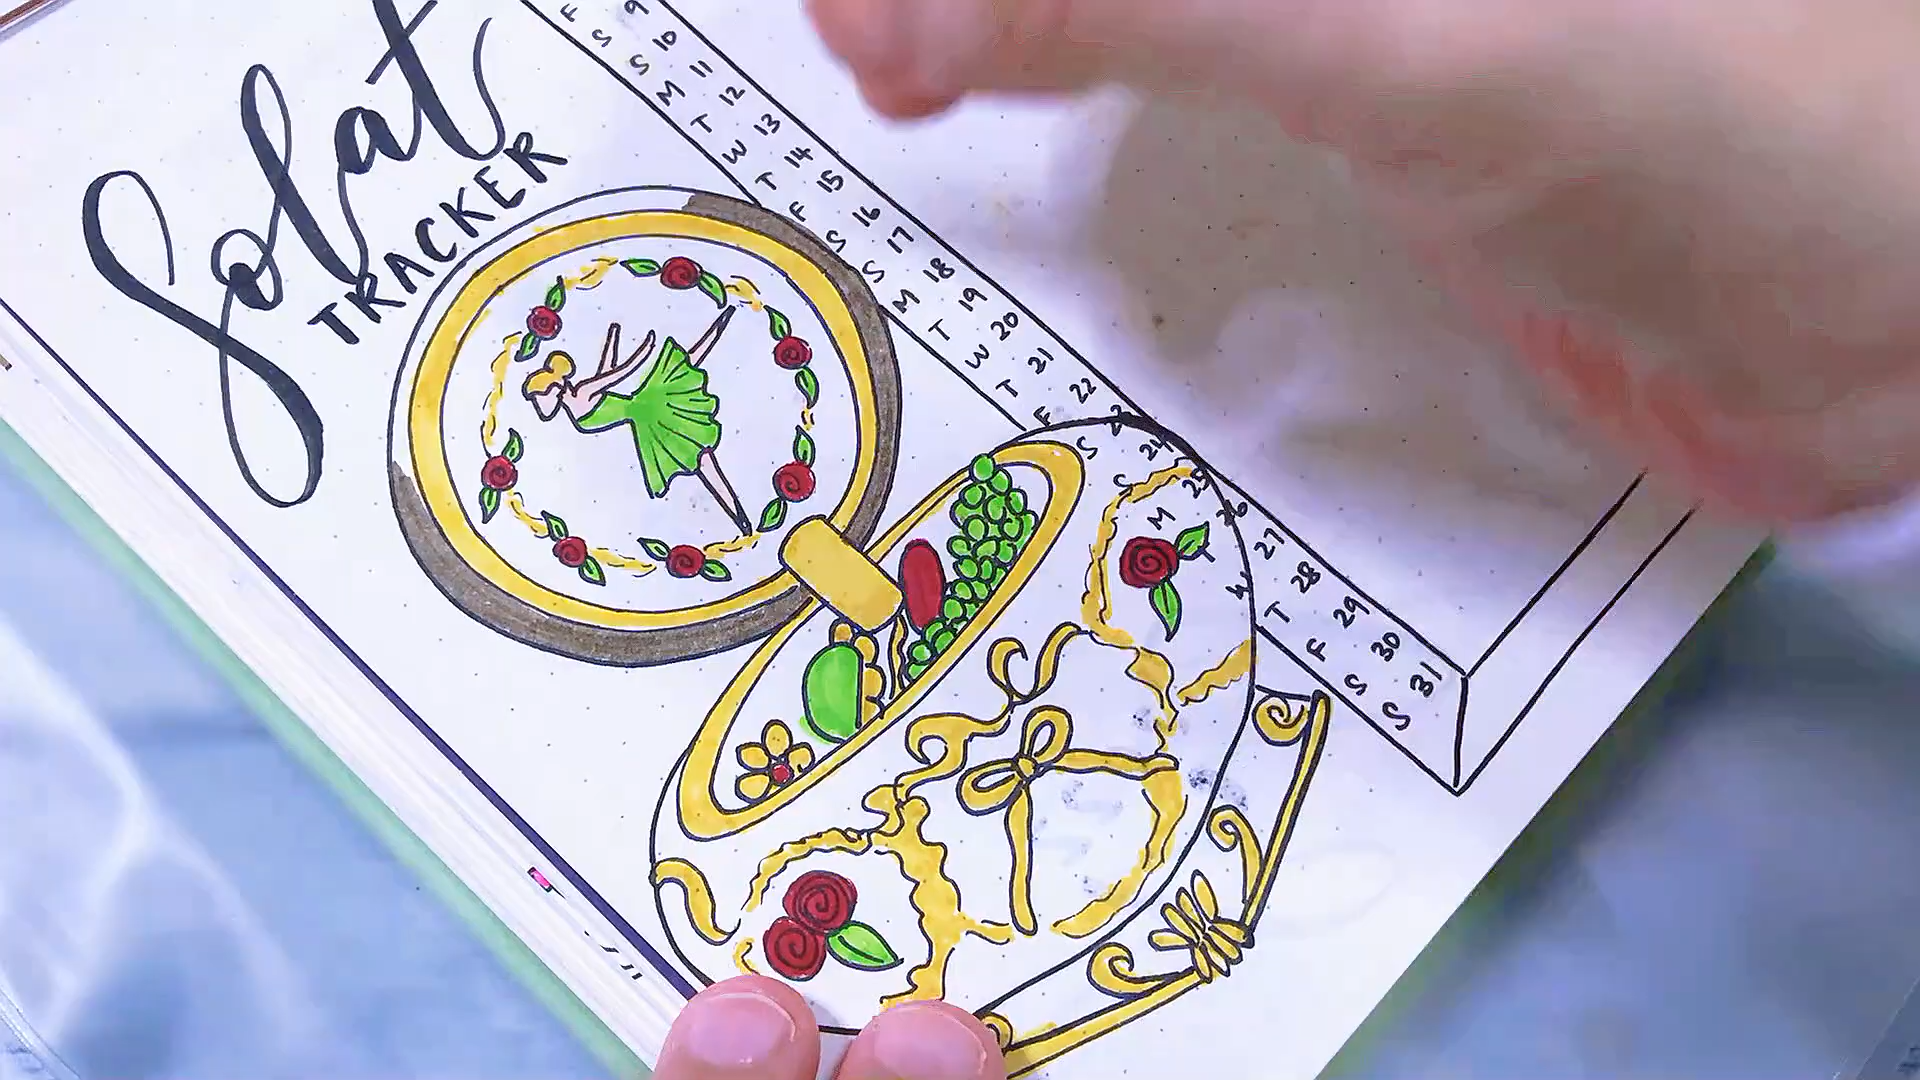 Solat
TRACKER
9 10 11 12 13 14 15 16 17 18 19 20 21 22 23 24 25 26 27 28 29 30 31
F S S M T W T F S S M T W T F S S M T W T F S S